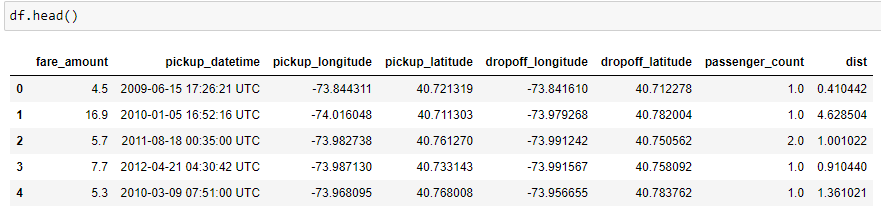 df.head()
fare_amount pickup_datetime pickup_longitude pickup_latitude dropoff_longitude dropoff_latitude passenger_count dist
0 4.5 2009-06-15 17:26:21 UTC -73.844311 40.721319 -73.841610 40.712278 1.0 0.410442
1 16.9 2010-01-05 16:52:16 UTC -74.016048 40.711303 -73.979268 40.782004 1.0 4.628504
2 5.7 2011-08-18 00:35:00 UTC -73.982738 40.761270 -73.991242 40.750562 2.0 1.001022
3 7.7 2012-04-21 04:30:42 UTC -73.987130 40.733143 -73.991567 40.758092 1.0 0.910440
4 5.3 2010-03-09 07:51:00 UTC -73.968095 40.768008 -73.956655 40.783762 1.0 1.361021